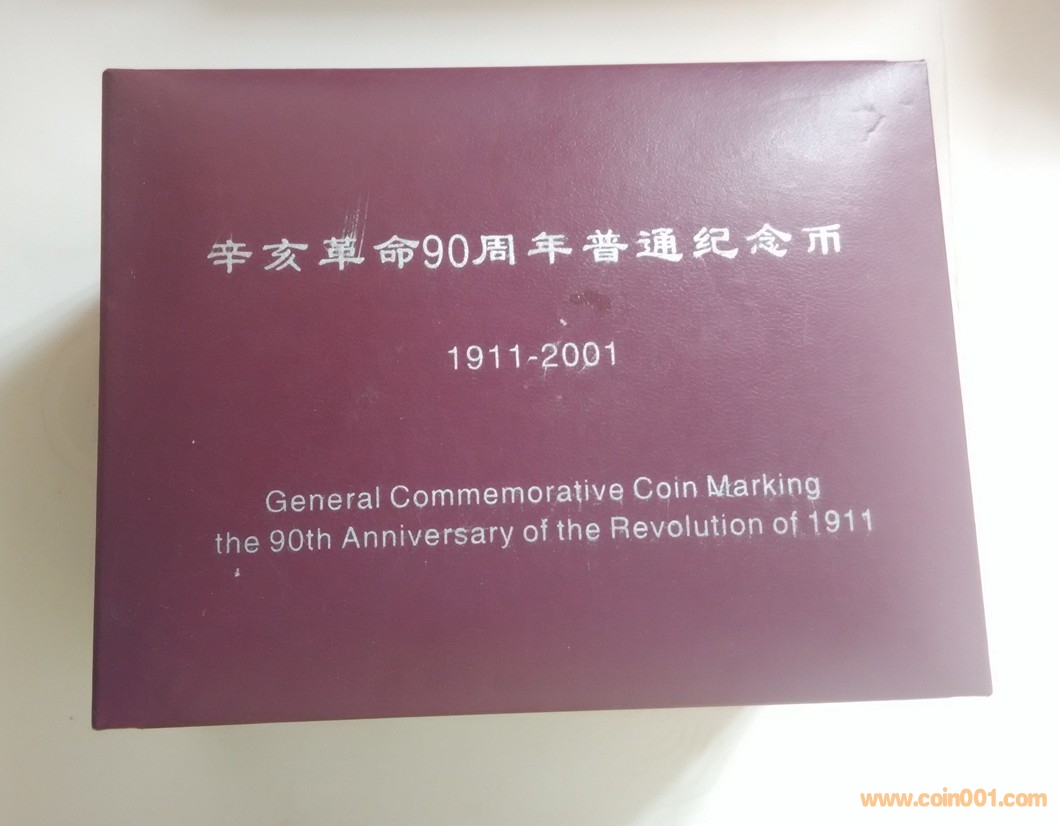 辛亥革命90周年普通纪念币
1911-2001
General Commemorative Coin Marking
the 90th Anniversary of the Revolution of 1911
www.coin001.com